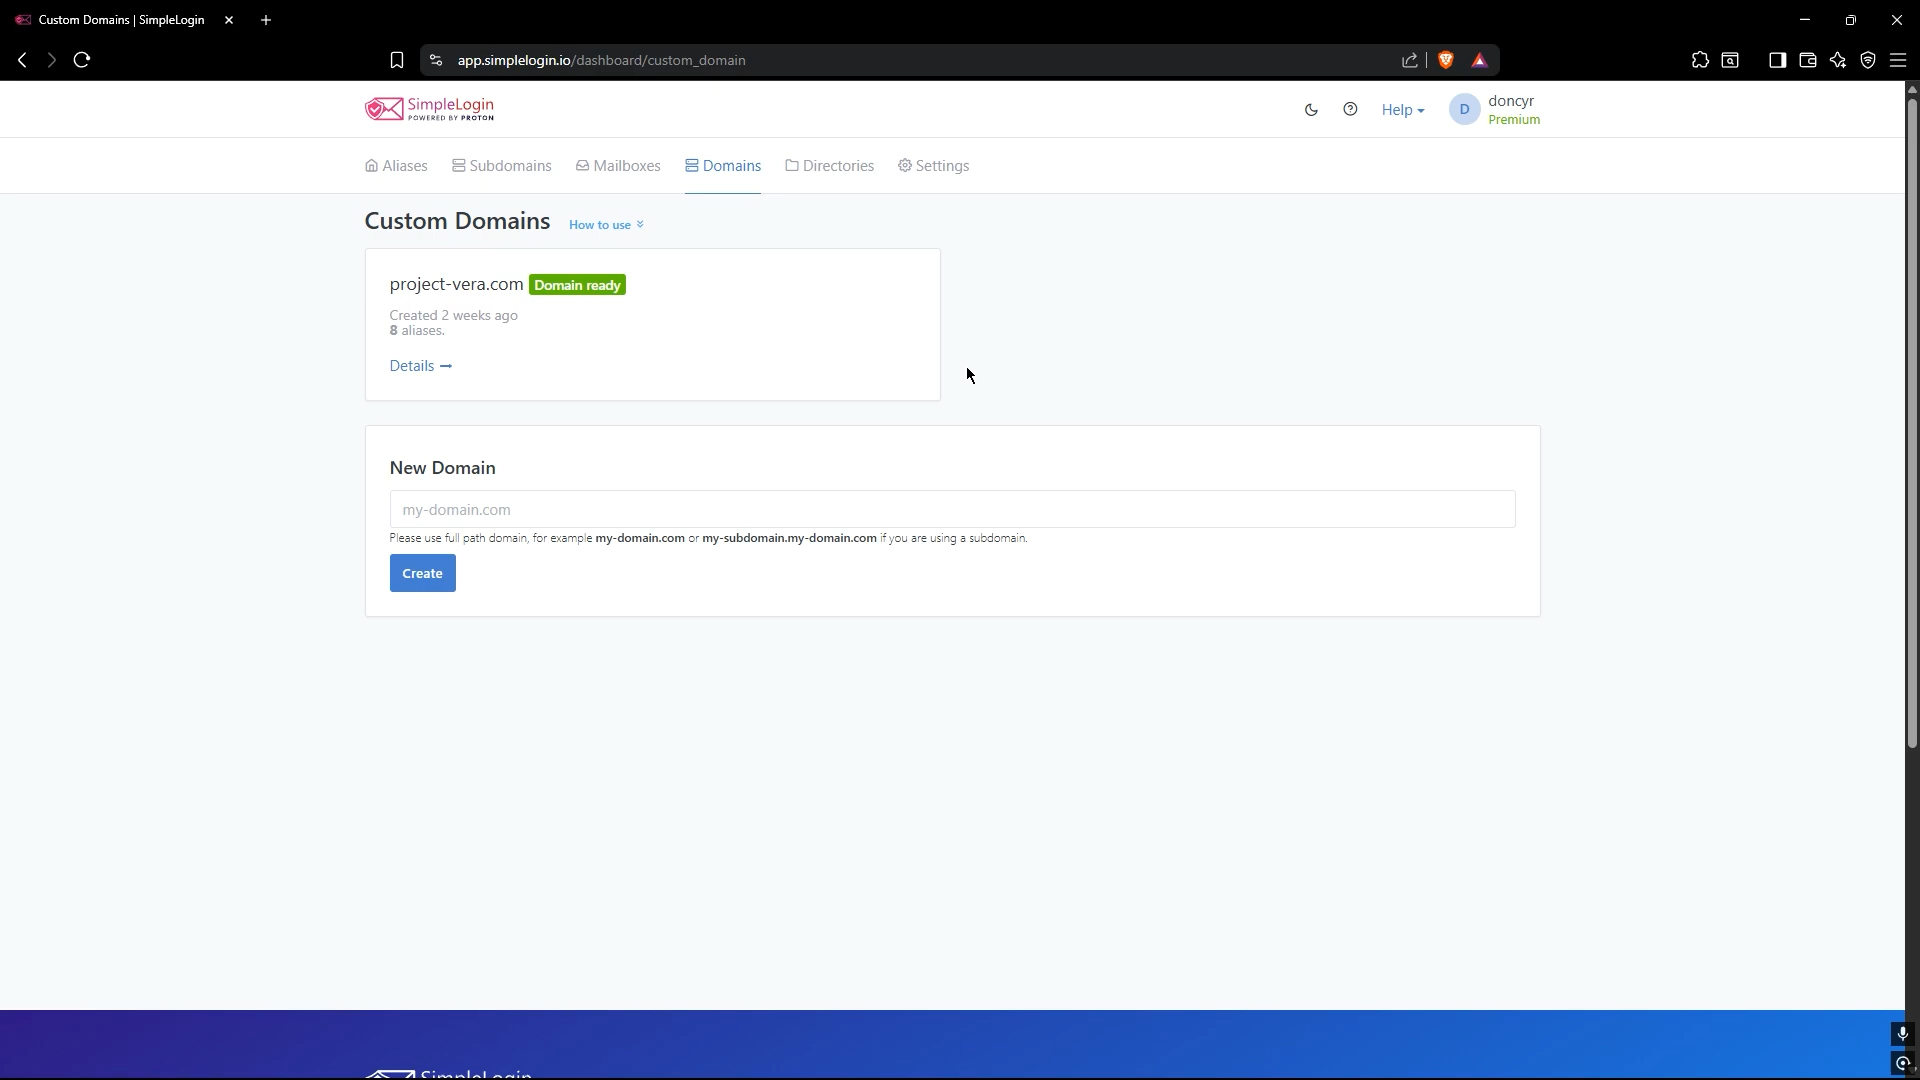 Custom Domains | SimpleLogin
app.simplelogin.io/dashboard/custom_domain
SimpleLogin
POWERED BY PROTON
Help
D
doncyr
Premium
Aliases
Subdomains
Mailboxes
Domains
Directories
Settings
Custom Domains
How to use
project-vera.com
Domain ready
Created 2 weeks ago
8 aliases.
Details →
New Domain
my-domain.com
Please use full path domain, for example my-domain.com or my-subdomain.my-domain.com if you are using a subdomain.
Create
SimpleLogin